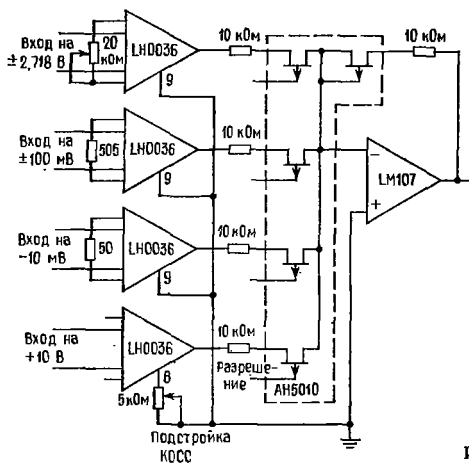 10 кОм
10 кОм
Вход на
±2,718 В
20
кОм
LH0036
9
10 кОм
Вход на
±100 мВ
505
LH0036
9
LM107
−
+
10 кОм
Вход на
−10 мВ
50
LH0036
9
10 кОм
Вход на
+10 В
LH0036
8
Разреше-
ние
AH5010
5 кОм
Подстройка
КОСС